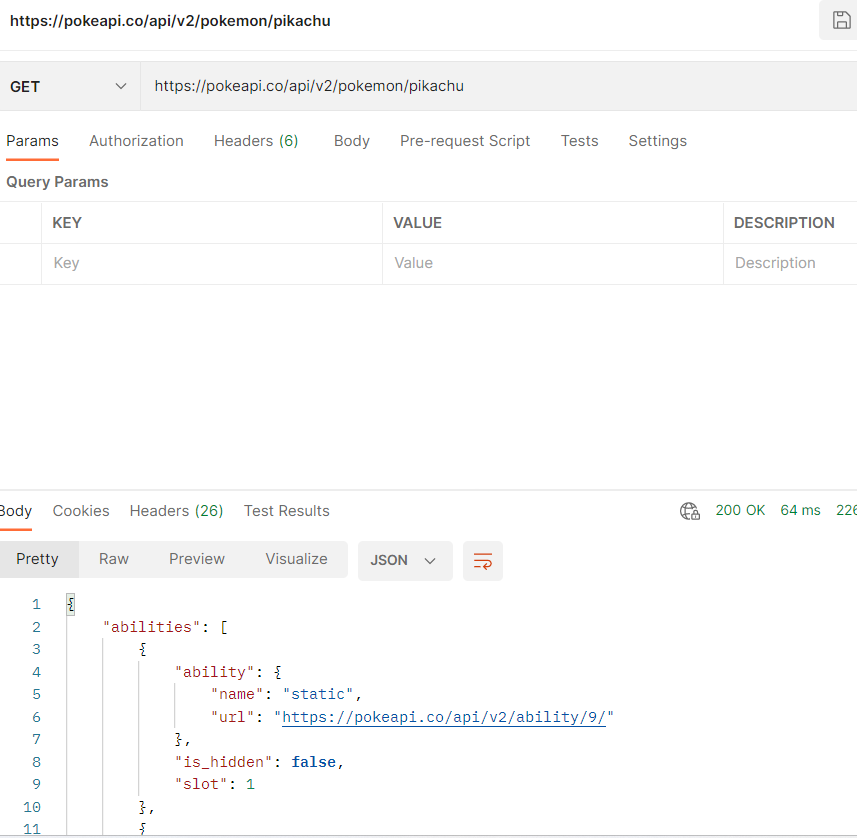 https://pokeapi.co/api/v2/pokemon/pikachu
GET https://pokeapi.co/api/v2/pokemon/pikachu
Params Authorization Headers (6) Body Pre-request Script Tests Settings
Query Params
KEY VALUE DESCRIPTION
Key Value Description
Body Cookies Headers (26) Test Results 200 OK 64 ms 226
Pretty Raw Preview Visualize JSON
1 {
2 "abilities": [
3 {
4 "ability": {
5 "name": "static",
6 "url": "https://pokeapi.co/api/v2/ability/9/"
7 },
8 "is_hidden": false,
9 "slot": 1
10 },
11 {